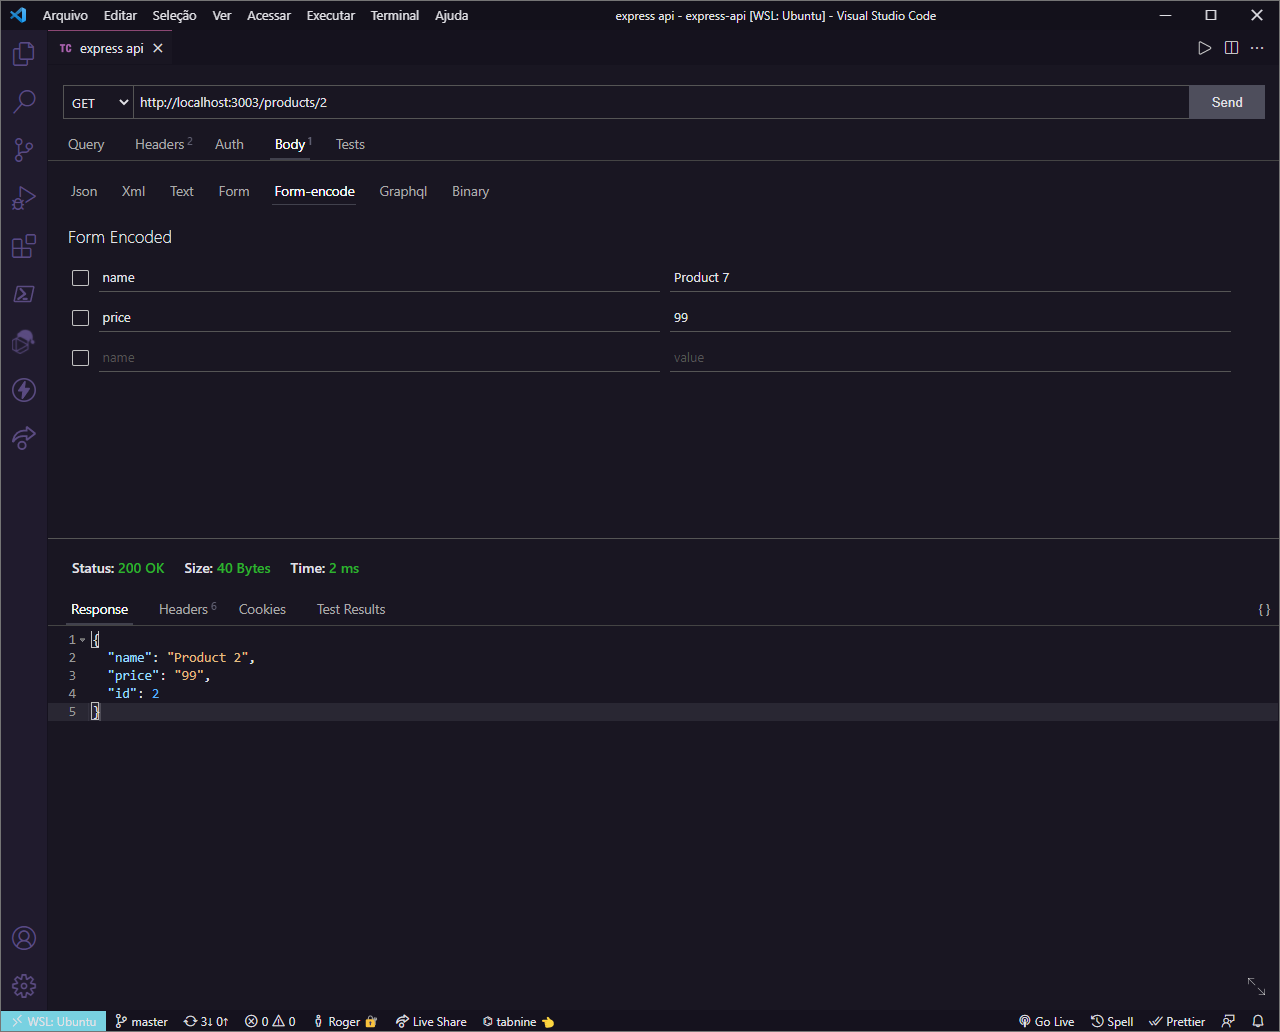 Arquivo Editar Seleção Ver Acessar Executar Terminal Ajuda express api - express-api [WSL: Ubuntu] - Visual Studio Code
TC express api
GET http://localhost:3003/products/2 Send
Query Headers 2 Auth Body 1 Tests
Json Xml Text Form Form-encode Graphql Binary
Form Encoded
name Product 7
price 99
name value
Status: 200 OK Size: 40 Bytes Time: 2 ms
Response Headers 6 Cookies Test Results { }
1 {
2 "name": "Product 2",
3 "price": "99",
4 "id": 2
5 }
WSL: Ubuntu master 3↓ 0↑ 0 0 Roger Live Share tabnine Go Live Spell Prettier